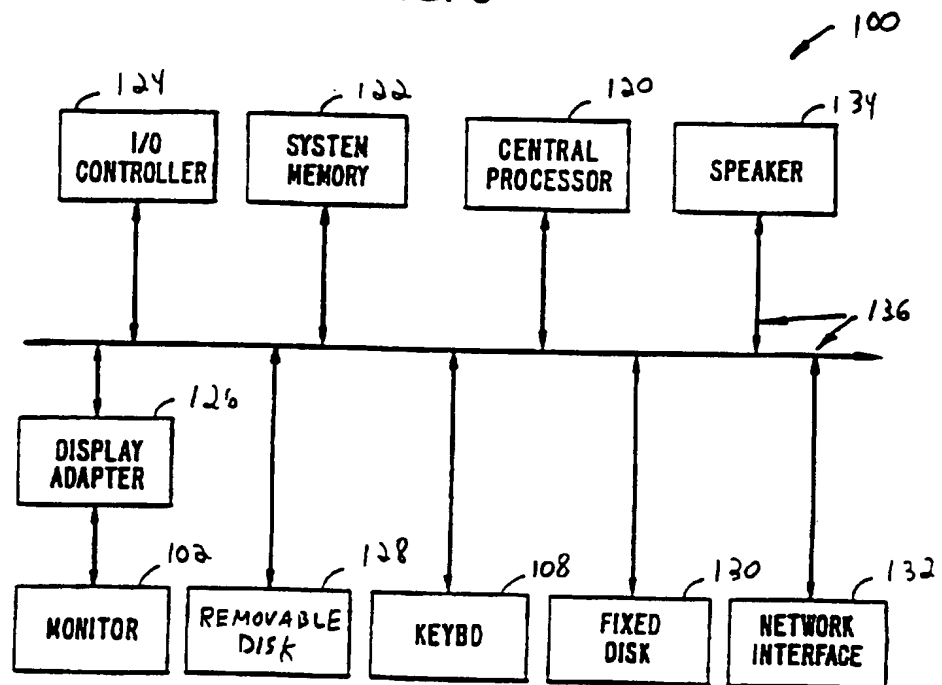 100
124
122
120
134
I/O
CONTROLLER
SYSTEM
MEMORY
CENTRAL
PROCESSOR
SPEAKER
136
126
DISPLAY
ADAPTER
102
128
108
130
132
MONITOR
REMOVABLE
DISK
KEYBD
FIXED
DISK
NETWORK
INTERFACE